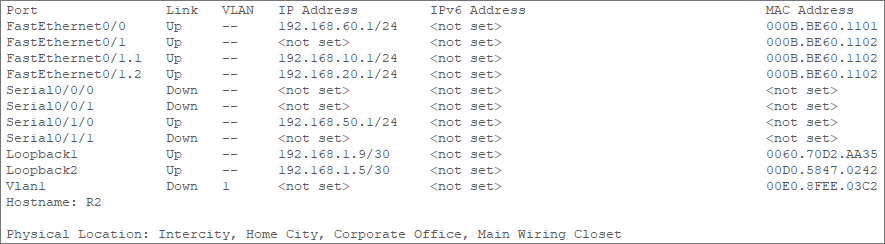 Port Link VLAN IP Address IPv6 Address MAC Address
FastEthernet0/0 Up -- 192.168.60.1/24 <not set> 000B.BE60.1101
FastEthernet0/1 Up -- <not set> <not set> 000B.BE60.1102
FastEthernet0/1.1 Up -- 192.168.10.1/24 <not set> 000B.BE60.1102
FastEthernet0/1.2 Up -- 192.168.20.1/24 <not set> 000B.BE60.1102
Serial0/0/0 Down -- <not set> <not set> <not set>
Serial0/0/1 Down -- <not set> <not set> <not set>
Serial0/1/0 Up -- 192.168.50.1/24 <not set> <not set>
Serial0/1/1 Down -- <not set> <not set> <not set>
Loopback1 Up -- 192.168.1.9/30 <not set> 0060.70D2.AA35
Loopback2 Up -- 192.168.1.5/30 <not set> 00D0.5847.0242
Vlan1 Down 1 <not set> <not set> 00E0.8FEE.03C2
Hostname: R2
Physical Location: Intercity, Home City, Corporate Office, Main Wiring Closet